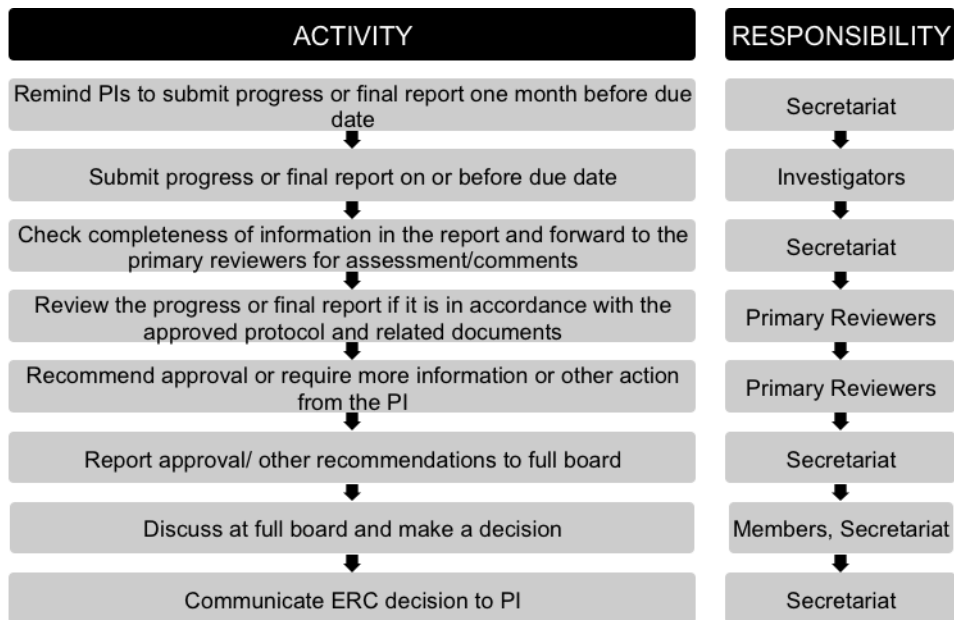 ACTIVITY
RESPONSIBILITY
Remind PIs to submit progress or final report one month before due
date
Secretariat
Submit progress or final report on or before due date
Investigators
Check completeness of information in the report and forward to the
primary reviewers for assessment/comments
Secretariat
Review the progress or final report if it is in accordance with the
approved protocol and related documents
Primary Reviewers
Recommend approval or require more information or other action
from the PI
Primary Reviewers
Report approval/ other recommendations to full board
Secretariat
Discuss at full board and make a decision
Members, Secretariat
Communicate ERC decision to PI
Secretariat